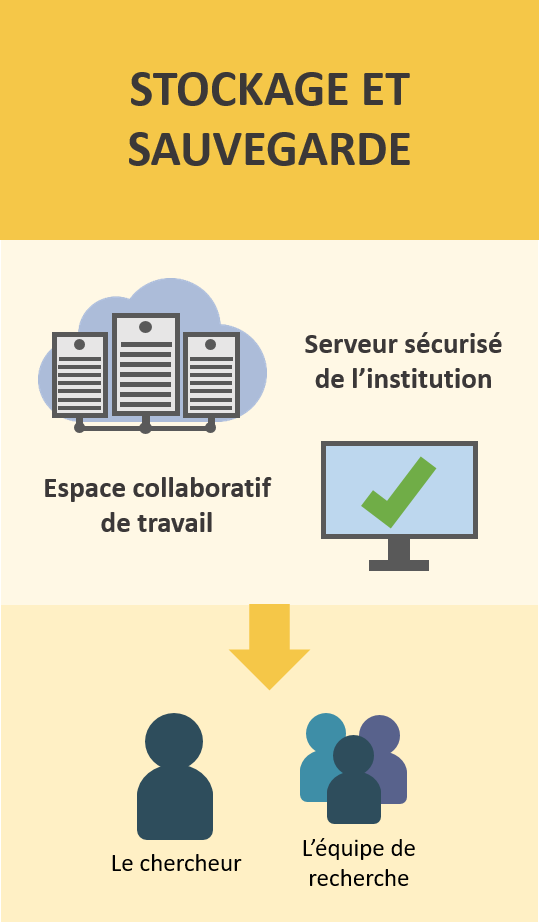 STOCKAGE ET
SAUVEGARDE
Serveur sécurisé
de l’institution
Espace collaboratif
de travail
Le chercheur
L’équipe de
recherche